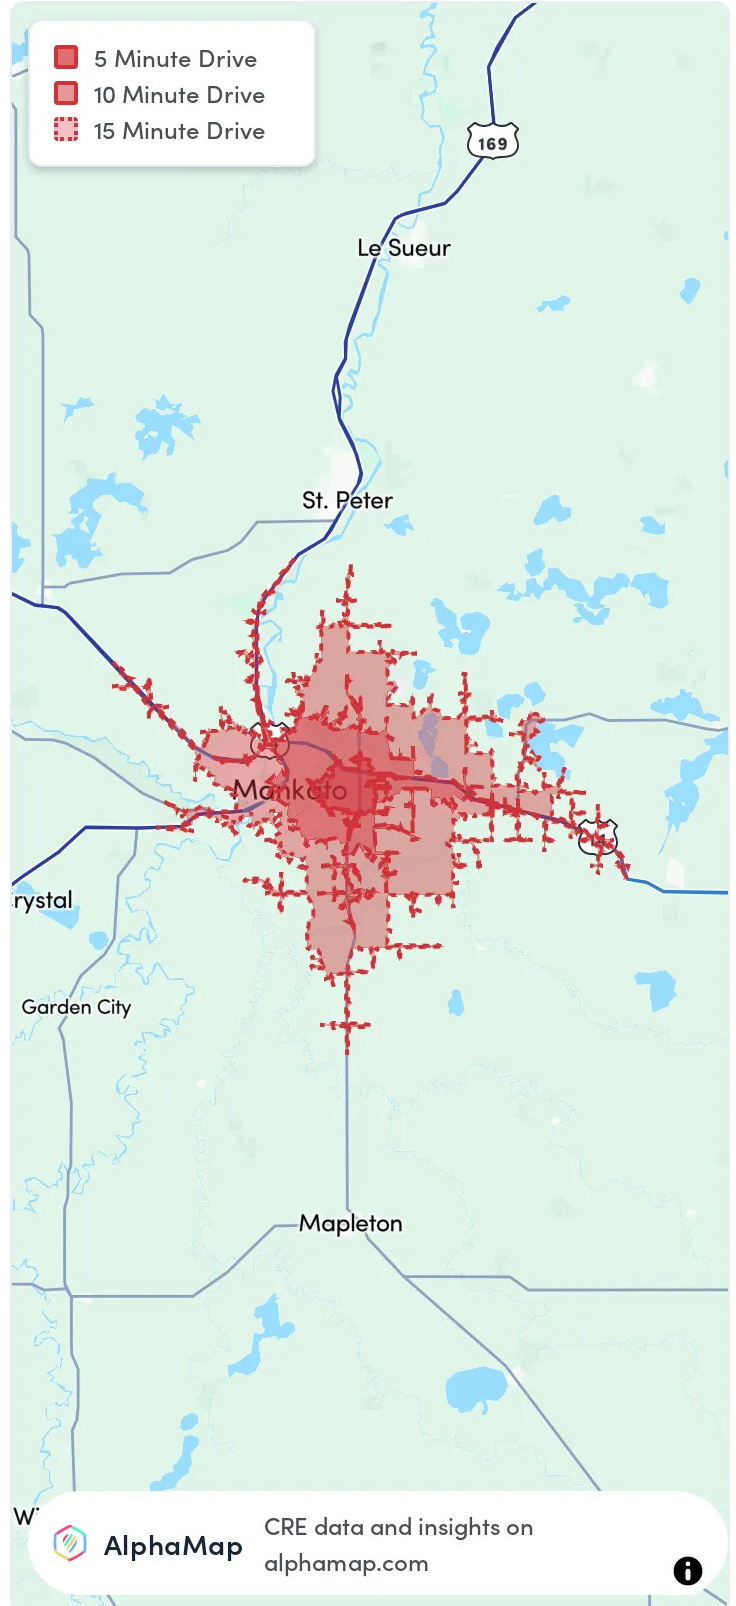 5 Minute Drive
10 Minute Drive
15 Minute Drive
169
Le Sueur
St. Peter
Mankato
rystal
Garden City
Mapleton
AlphaMap
CRE data and insights on
alphamap.com